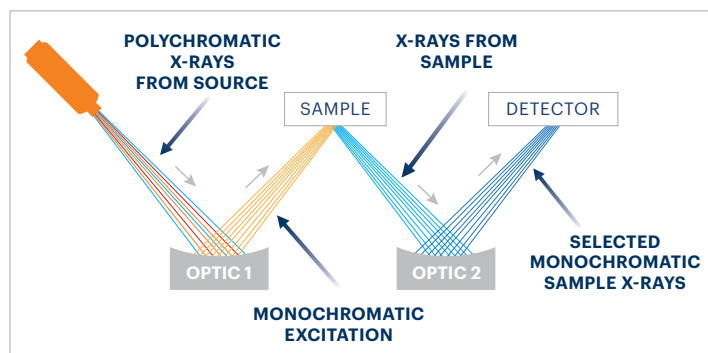 POLYCHROMATIC
X-RAYS
FROM SOURCE
X-RAYS FROM
SAMPLE
SAMPLE
DETECTOR
OPTIC 1
OPTIC 2
MONOCHROMATIC
EXCITATION
SELECTED
MONOCHROMATIC
SAMPLE X-RAYS